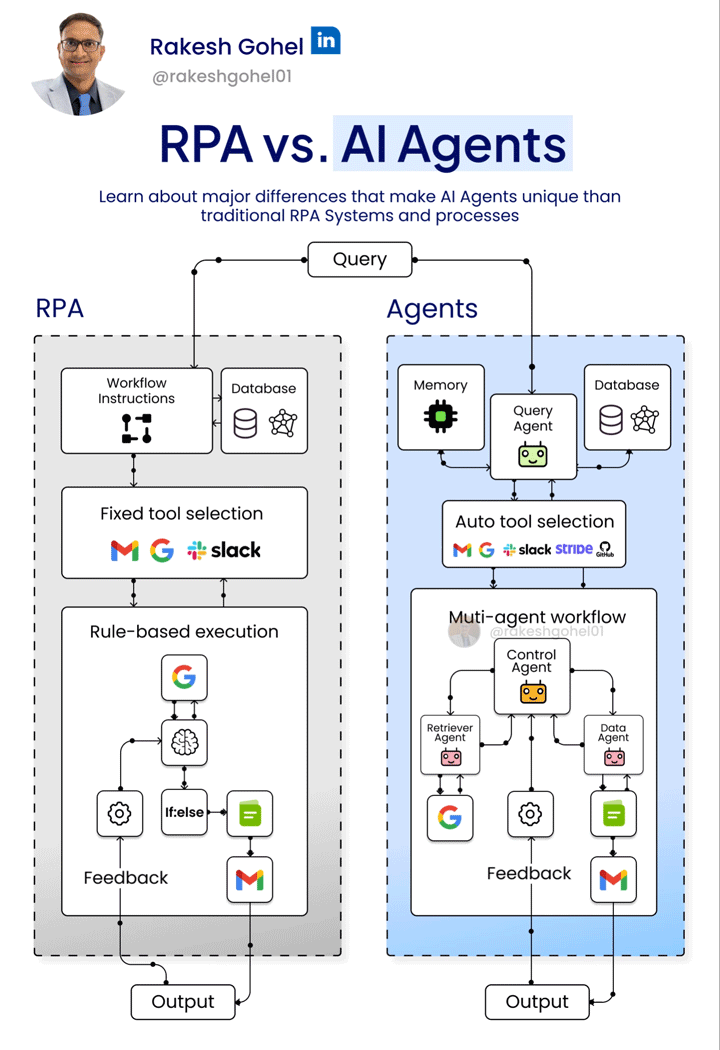 Rakesh Gohel in
@rakeshgohel01
RPA vs. AI Agents
Learn about major differences that make AI Agents unique than
traditional RPA Systems and processes
Query
RPA
Workflow
Instructions
Database
Fixed tool selection
slack
Rule-based execution
If:else
Feedback
Output
Agents
Memory
Query
Agent
Database
Auto tool selection
slack stripe GitHub
Muti-agent workflow
@rakeshgohel01
Control
Agent
Retriever
Agent
Data
Agent
Feedback
Output